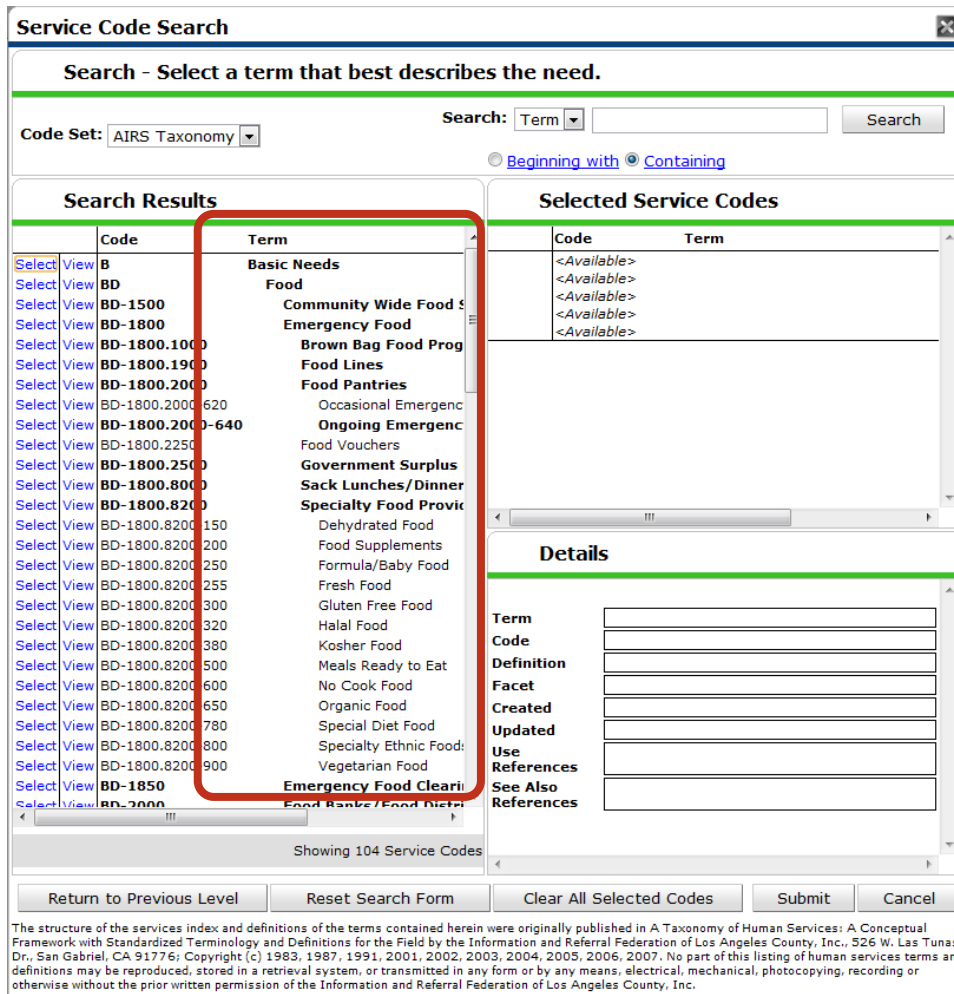 Service Code Search
Search - Select a term that best describes the need.
Code Set: AIRS Taxonomy
Search: Term Search
Beginning with Containing
Search Results
Code Term
Select View B Basic Needs
Select View BD Food
Select View BD-1500 Community Wide Food S
Select View BD-1800 Emergency Food
Select View BD-1800.1000 Brown Bag Food Prog
Select View BD-1800.1900 Food Lines
Select View BD-1800.2000 Food Pantries
Select View BD-1800.2000-620 Occasional Emergenc
Select View BD-1800.2000-640 Ongoing Emergenc
Select View BD-1800.2250 Food Vouchers
Select View BD-1800.2500 Government Surplus
Select View BD-1800.8000 Sack Lunches/Dinner
Select View BD-1800.8200 Specialty Food Provid
Select View BD-1800.8200-150 Dehydrated Food
Select View BD-1800.8200-200 Food Supplements
Select View BD-1800.8200-250 Formula/Baby Food
Select View BD-1800.8200-255 Fresh Food
Select View BD-1800.8200-300 Gluten Free Food
Select View BD-1800.8200-320 Halal Food
Select View BD-1800.8200-380 Kosher Food
Select View BD-1800.8200-500 Meals Ready to Eat
Select View BD-1800.8200-600 No Cook Food
Select View BD-1800.8200-650 Organic Food
Select View BD-1800.8200-780 Special Diet Food
Select View BD-1800.8200-800 Specialty Ethnic Foods
Select View BD-1800.8200-900 Vegetarian Food
Select View BD-1850 Emergency Food Cleari
Select View BD-2000 Food Banks/Food Distri
Showing 104 Service Codes
Selected Service Codes
Code Term
<Available>
<Available>
<Available>
<Available>
<Available>
Details
Term
Code
Definition
Facet
Created
Updated
Use
References
See Also
References
Return to Previous Level Reset Search Form Clear All Selected Codes Submit Cancel
The structure of the services index and definitions of the terms contained herein were originally published in A Taxonomy of Human Services: A Conceptual
Framework with Standardized Terminology and Definitions for the Field by the Information and Referral Federation of Los Angeles County, Inc., 526 W. Las Tunas
Dr., San Gabriel, CA 91776; Copyright (c) 1983, 1987, 1991, 2001, 2002, 2003, 2004, 2005, 2006, 2007. No part of this listing of human services terms an
definitions may be reproduced, stored in a retrieval system, or transmitted in any form or by any means, electrical, mechanical, photocopying, recording or
otherwise without the prior written permission of the Information and Referral Federation of Los Angeles County, Inc.